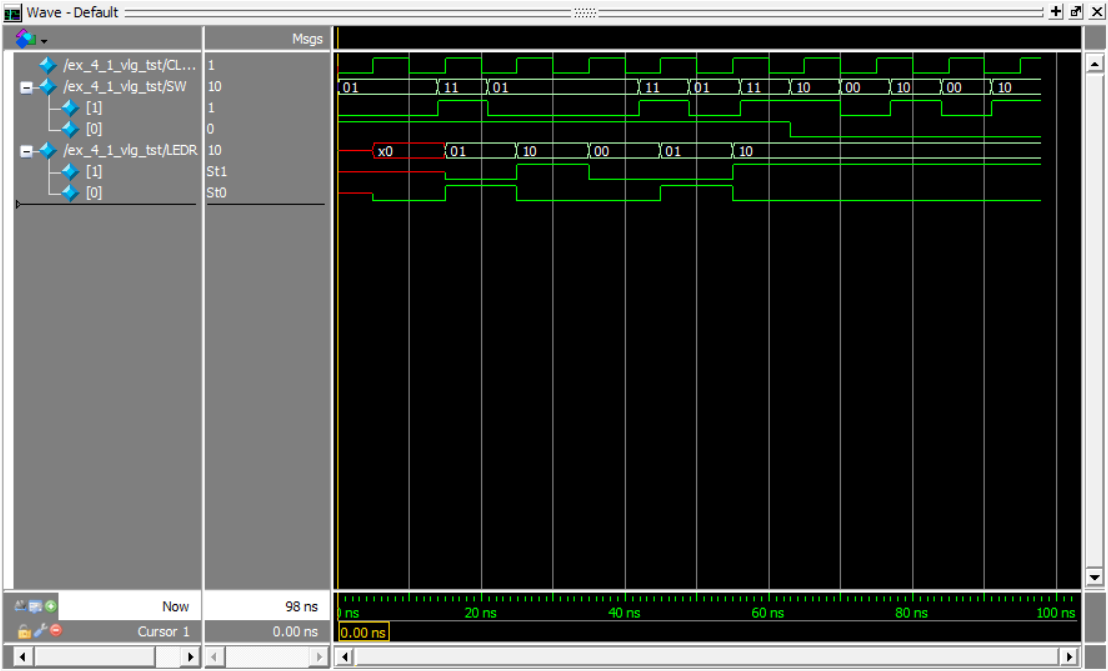 Wave - Default
Msgs
/ex_4_1_vlg_tst/CL... 1
/ex_4_1_vlg_tst/SW 10 01 11 01 11 01 11 10 00 10 00 10
[1] 1
[0] 0
/ex_4_1_vlg_tst/LEDR 10 x0 01 10 00 01 10
[1] St1
[0] St0
Now 98 ns
Cursor 1 0.00 ns
ns 20 ns 40 ns 60 ns 80 ns 100 ns
0.00 ns